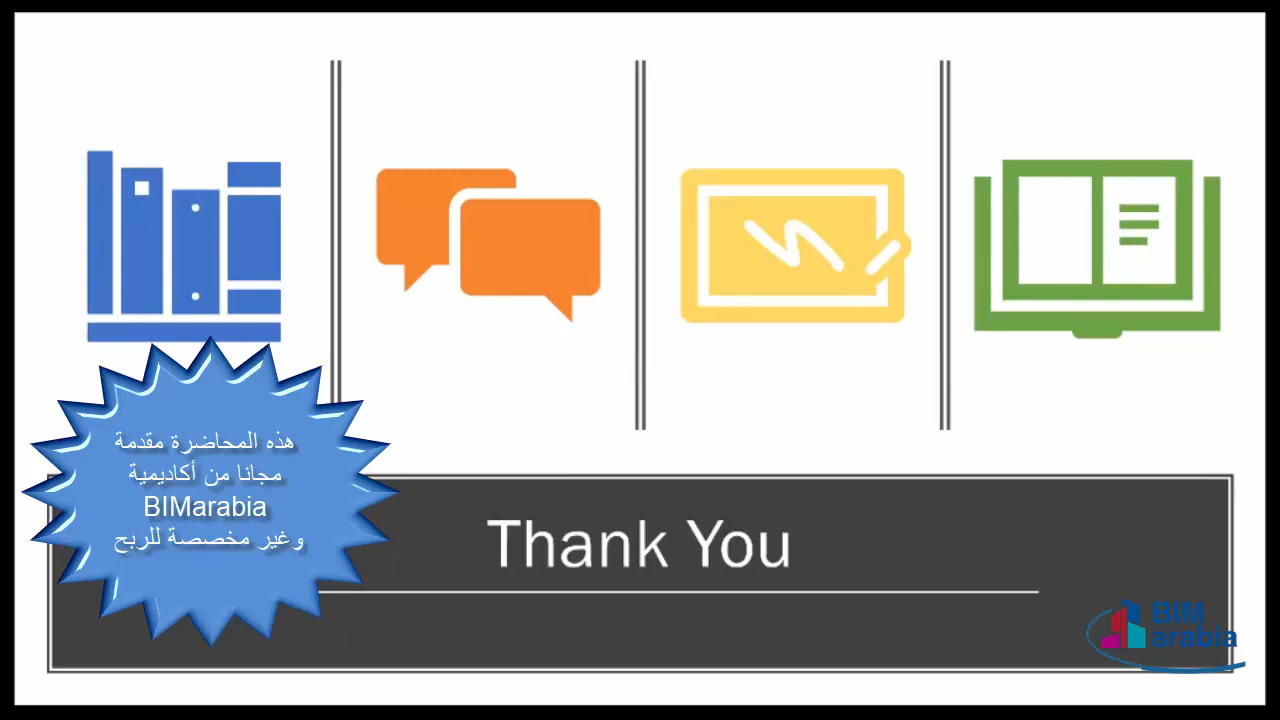 هذه المحاضرة مقدمة
مجانا من أكاديمية
BIMarabia
وغير مخصصة للربح
Thank You
BIM
arabia